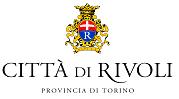 R
CITTÀ DI RIVOLI
PROVINCIA DI TORINO